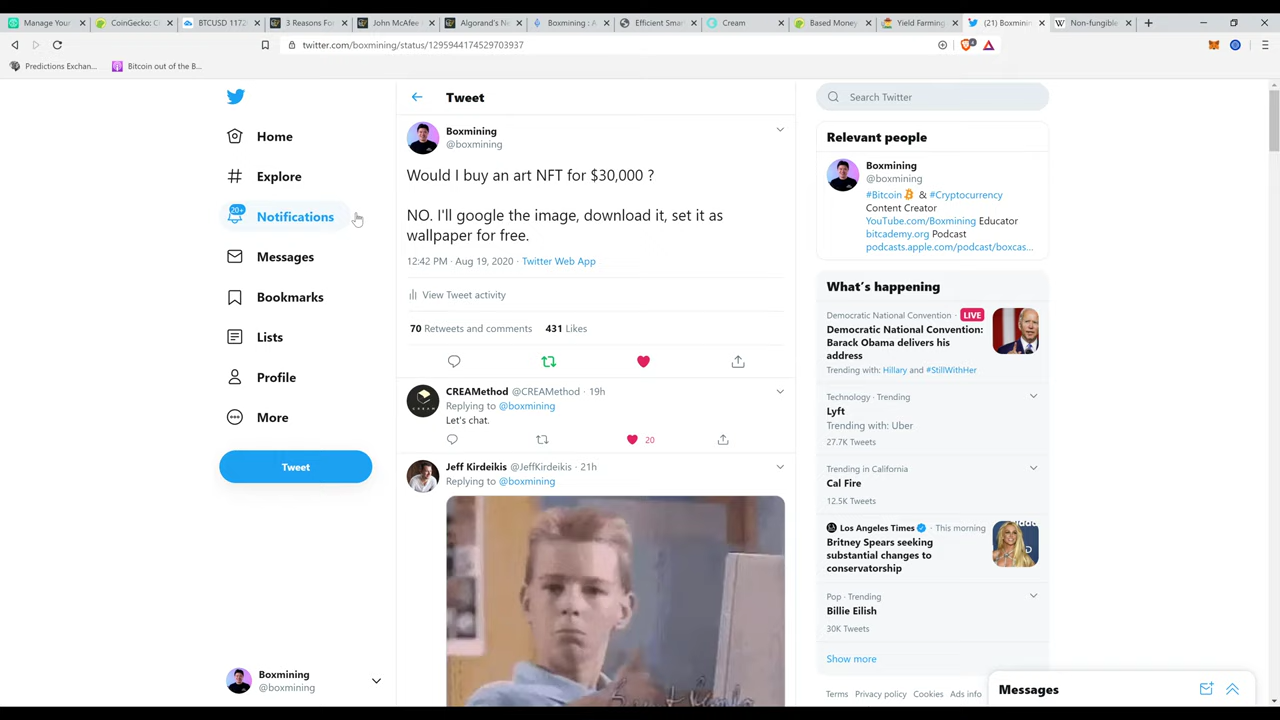 Manage Your
CoinGecko: C
BTCUSD 1172
3 Reasons For
John McAfee
Algorand's Ne
Boxmining : A
Efficient Smar
Cream
Based Money
Yield Farming
(21) Boxminin
Non-fungible
twitter.com/boxmining/status/1295944174529703937
Predictions Exchan...
Bitcoin out of the B...
Home
Explore
20+
Notifications
Messages
Bookmarks
Lists
Profile
More
Tweet
Boxmining
@boxmining
Tweet
Boxmining
@boxmining
Would I buy an art NFT for $30,000 ?
NO. I'll google the image, download it, set it as
wallpaper for free.
12:42 PM · Aug 19, 2020 · Twitter Web App
View Tweet activity
70 Retweets and comments 431 Likes
CREAMethod @CREAMethod · 19h
Replying to @boxmining
Let's chat.
20
Jeff Kirdeikis @JeffKirdeikis · 21h
Replying to @boxmining
Search Twitter
Relevant people
Boxmining
@boxmining
#Bitcoin & #Cryptocurrency
Content Creator
YouTube.com/Boxmining Educator
bitcademy.org Podcast
podcasts.apple.com/podcast/boxcas...
What's happening
Democratic National Convention · LIVE
Democratic National Convention:
Barack Obama delivers his
address
Trending with: Hillary and #StillWithHer
Technology · Trending
Lyft
Trending with: Uber
27.7K Tweets
Trending in California
Cal Fire
12.5K Tweets
Los Angeles Times · This morning
Britney Spears seeking
substantial changes to
conservatorship
Pop · Trending
Billie Eilish
30K Tweets
Show more
Terms Privacy policy Cookies Ads info
Messages